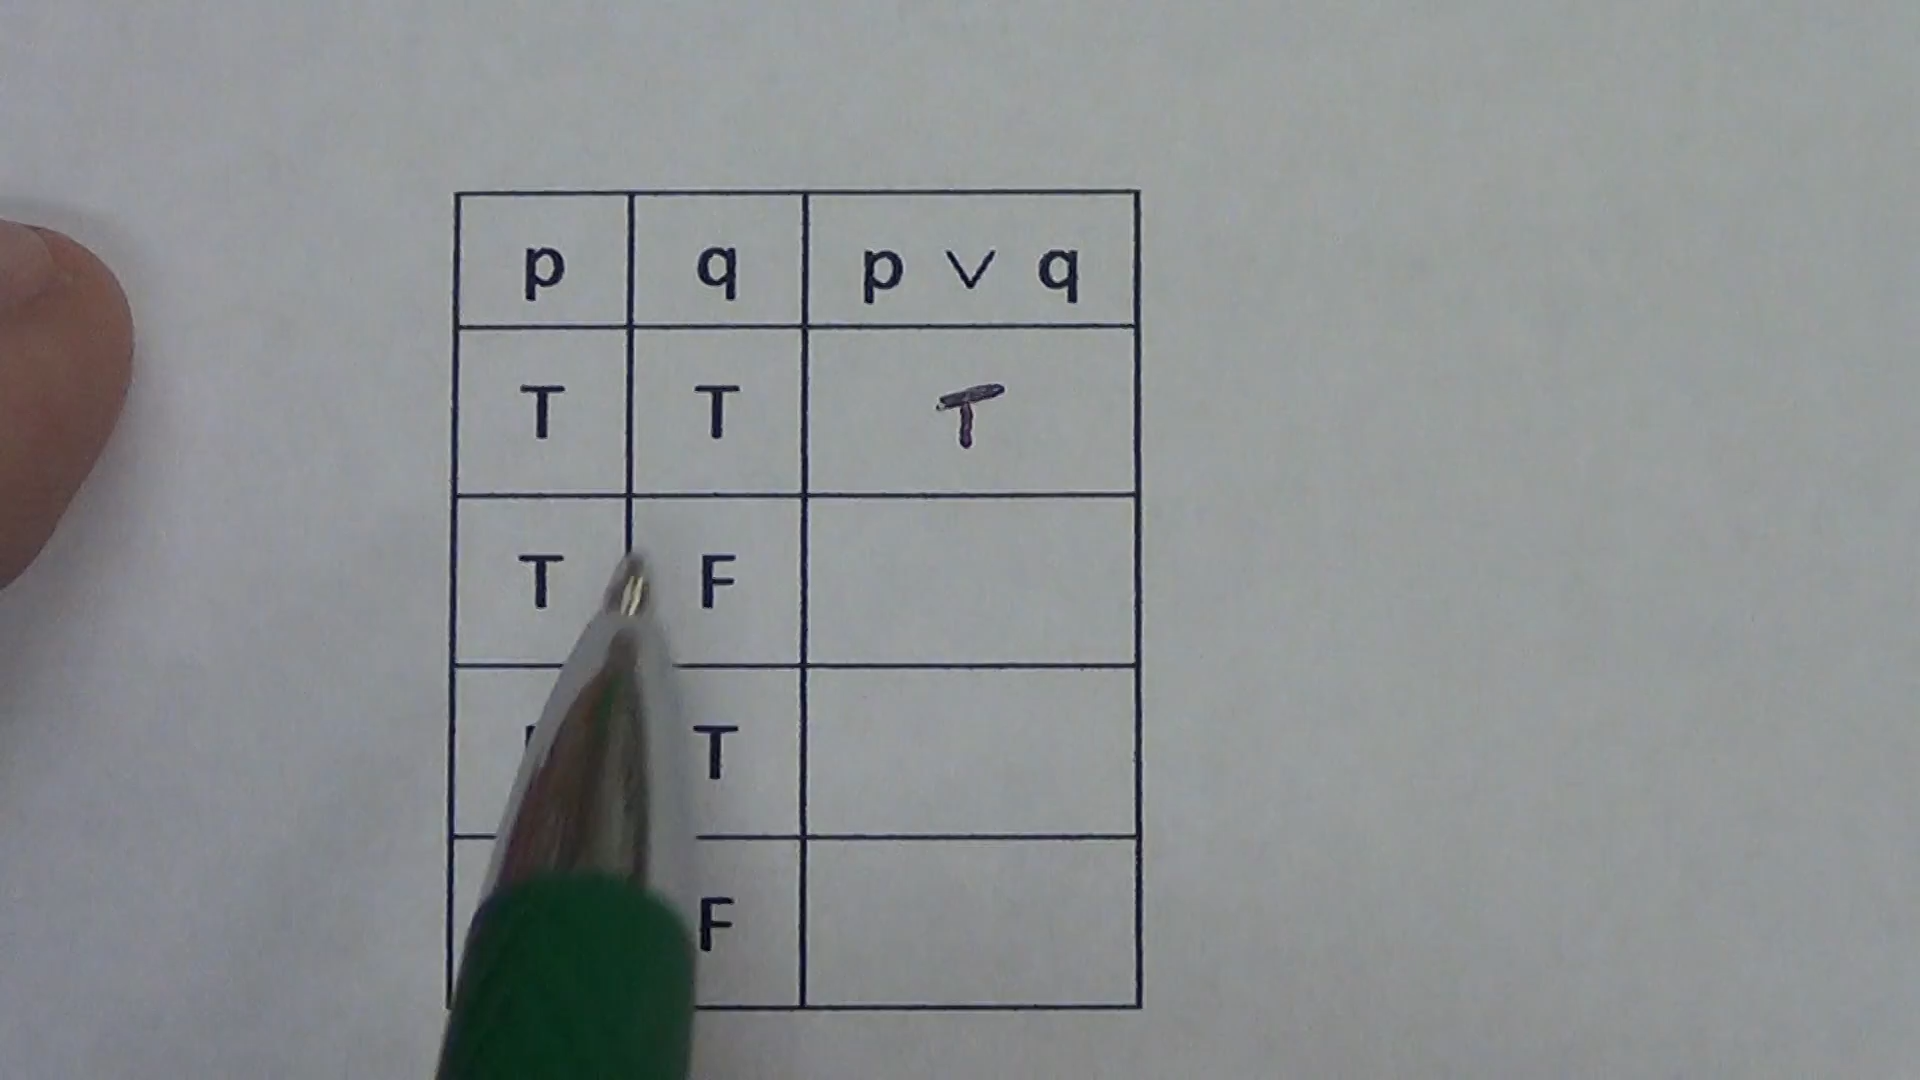 p q p ∨ q
T T T
T F
T
F